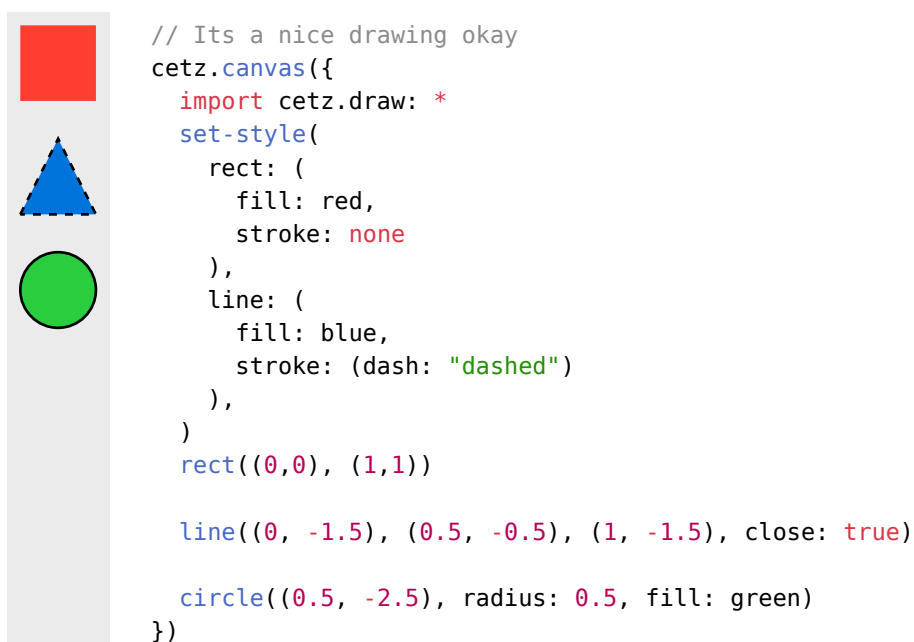 // Its a nice drawing okay
cetz.canvas({
  import cetz.draw: *
  set-style(
    rect: (
      fill: red,
      stroke: none
    ),
    line: (
      fill: blue,
      stroke: (dash: "dashed")
    ),
  )
  rect((0,0), (1,1))

  line((0, -1.5), (0.5, -0.5), (1, -1.5), close: true)

  circle((0.5, -2.5), radius: 0.5, fill: green)
})